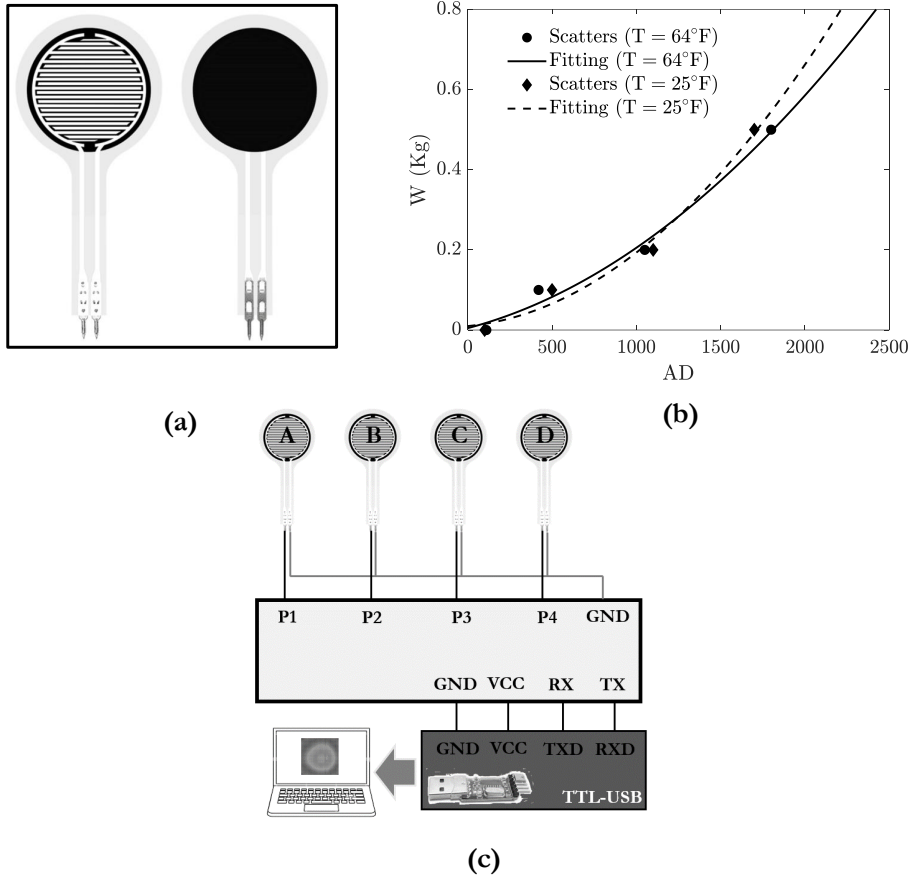 (a)
0.8
0.6
0.4
0.2
0
W (Kg)
Scatters (T = 64°F)
Fitting (T = 64°F)
Scatters (T = 25°F)
Fitting (T = 25°F)
0 500 1000 1500 2000 2500
AD
(b)
A B C D
P1 P2 P3 P4 GND
GND VCC RX TX
GND VCC TXD RXD
TTL-USB
(c)